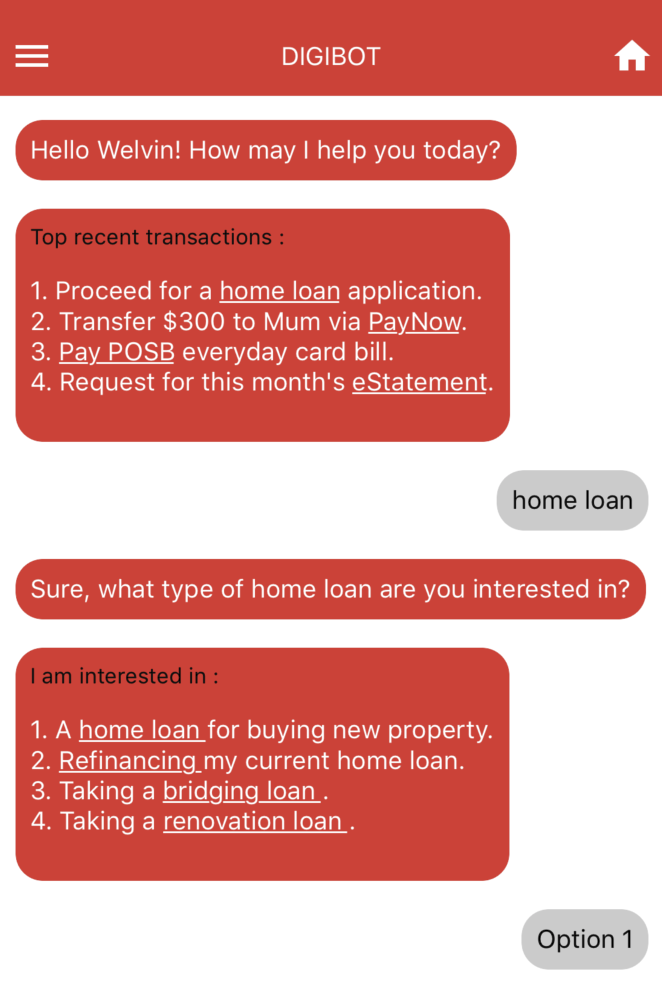 DIGIBOT
Hello Welvin! How may I help you today?
Top recent transactions :
1. Proceed for a home loan application.
2. Transfer $300 to Mum via PayNow.
3. Pay POSB everyday card bill.
4. Request for this month's eStatement.
home loan
Sure, what type of home loan are you interested in?
I am interested in :
1. A home loan for buying new property.
2. Refinancing my current home loan.
3. Taking a bridging loan .
4. Taking a renovation loan .
Option 1